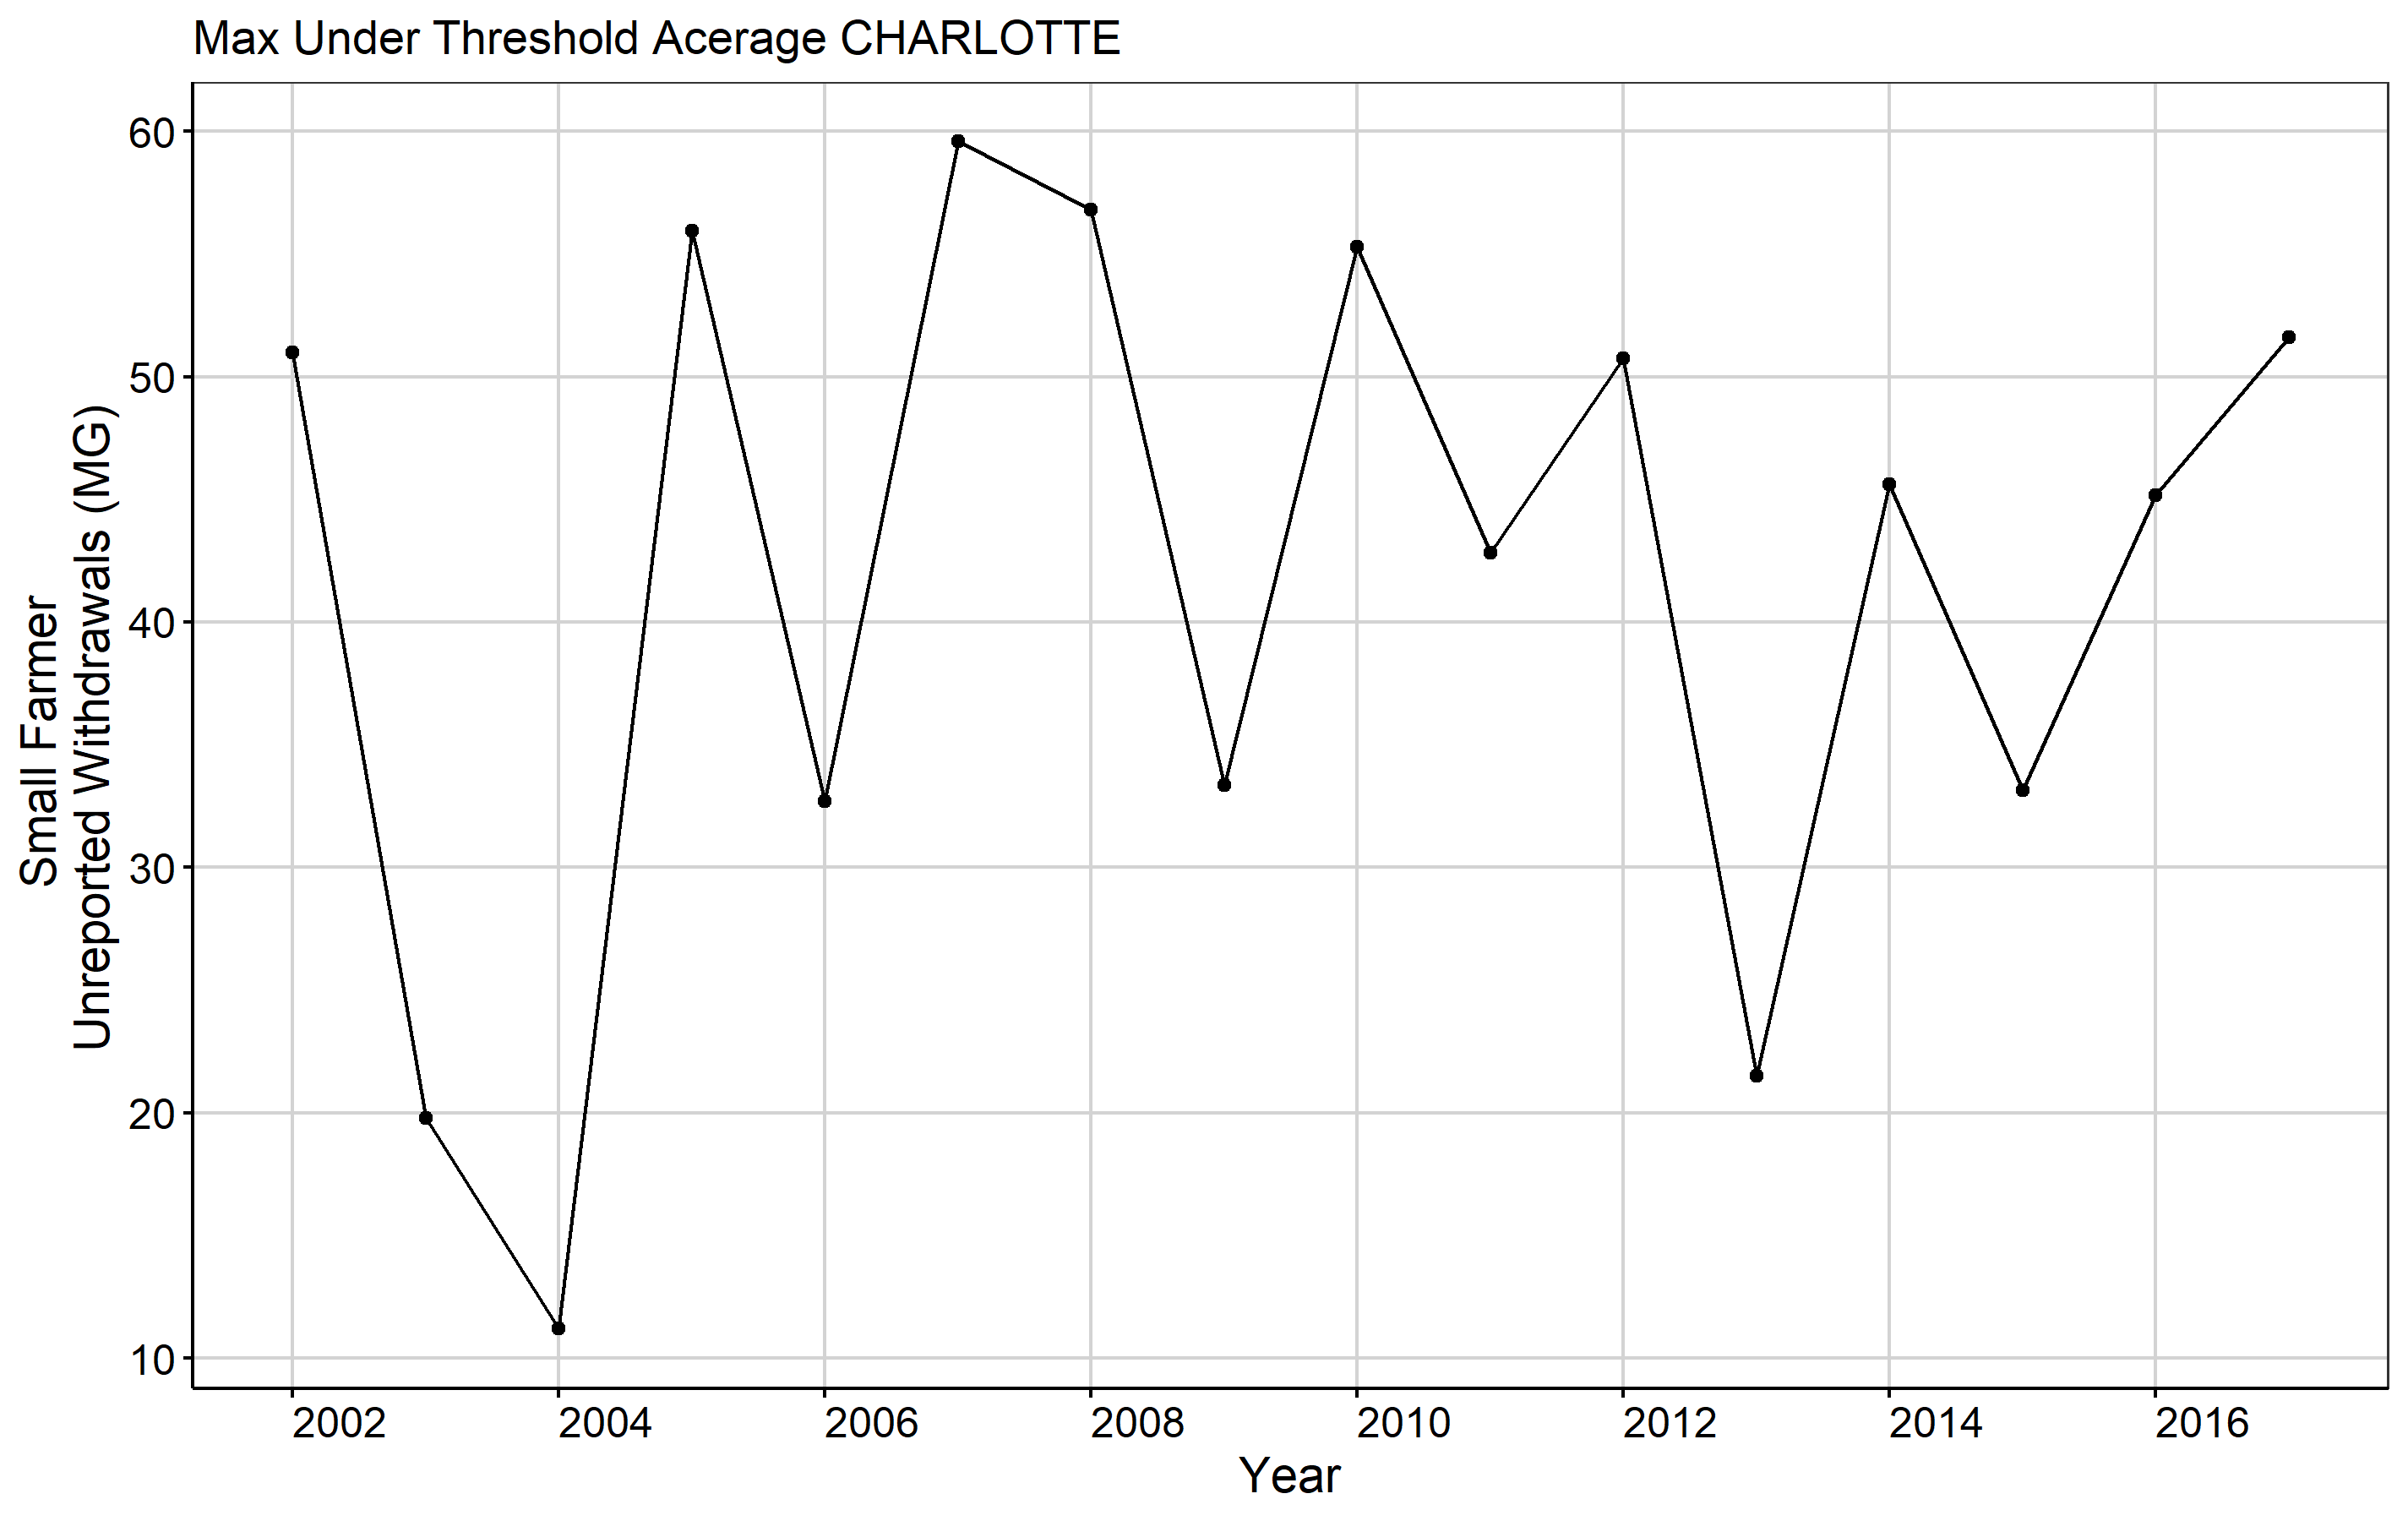 Max Under Threshold Acerage CHARLOTTE
Small Farmer
Unreported Withdrawals (MG)
60
50
40
30
20
10
2002 2004 2006 2008 2010 2012 2014 2016
Year